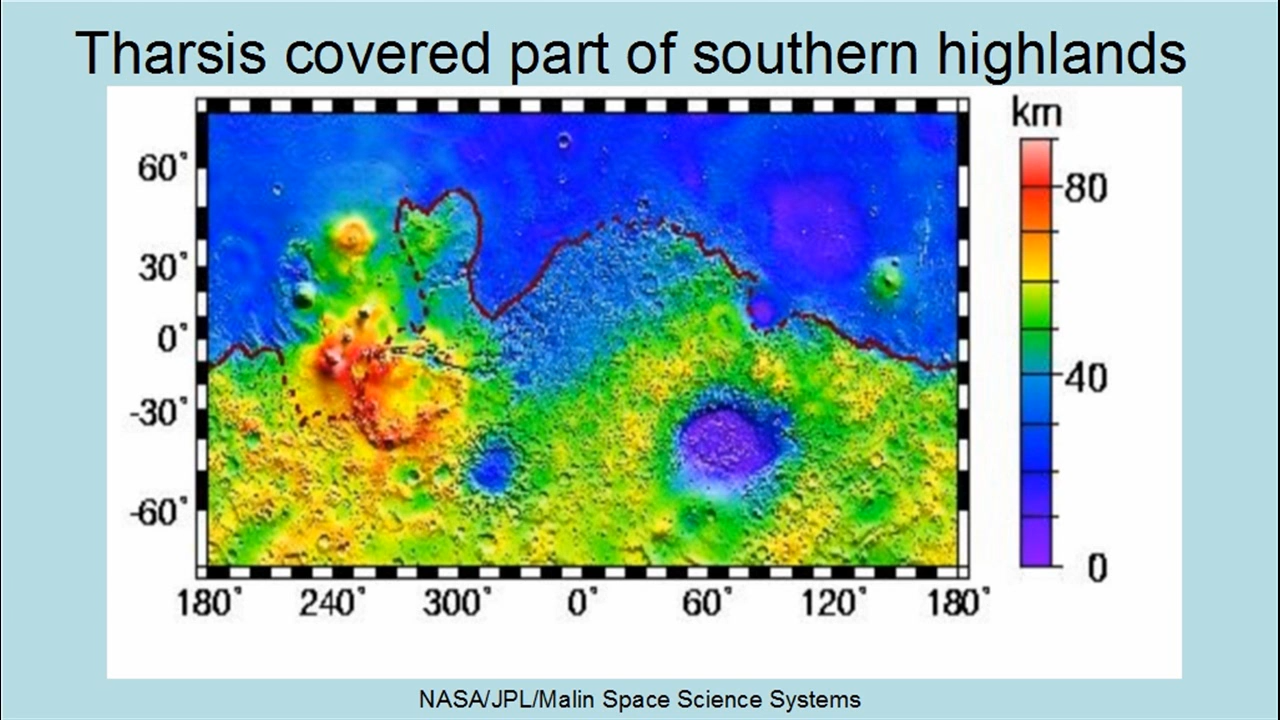 Tharsis covered part of southern highlands
km
60°
80
30°
0°
40
-30°
-60°
0
180° 240° 300° 0° 60° 120° 180°
NASA/JPL/Malin Space Science Systems